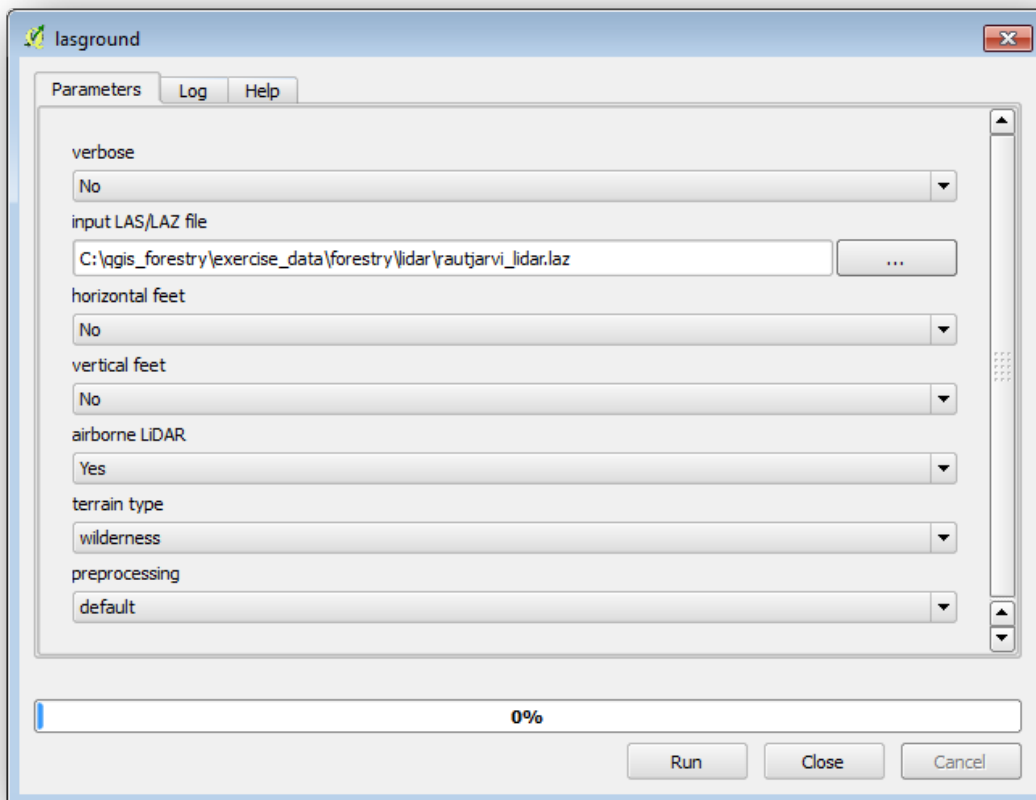 lasground
Parameters Log Help
verbose
No
input LAS/LAZ file
C:\qgis_forestry\exercise_data\forestry\lidar\rautjarvi_lidar.laz ...
horizontal feet
No
vertical feet
No
airborne LiDAR
Yes
terrain type
wilderness
preprocessing
default
0%
Run Close Cancel